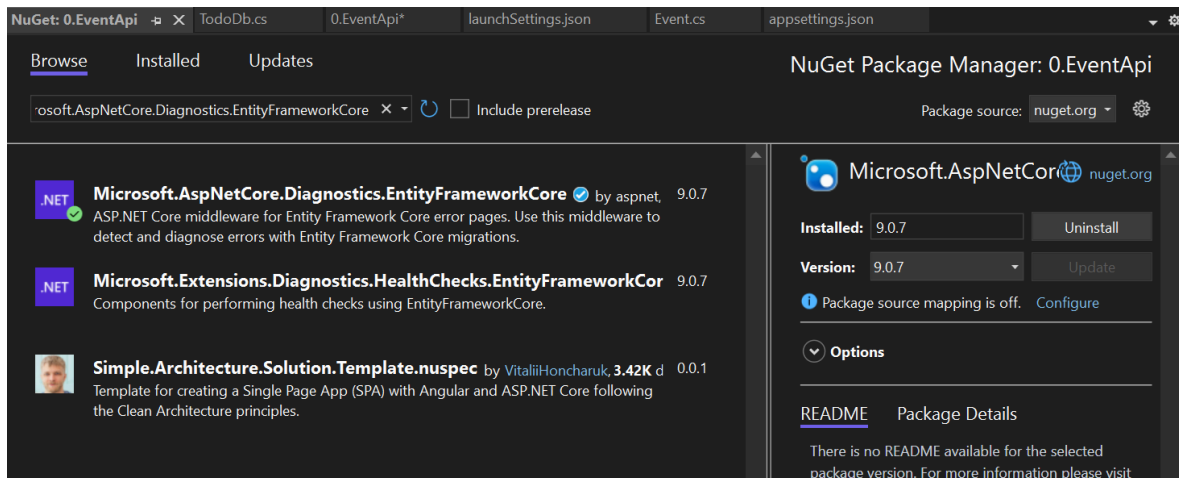 NuGet: 0.EventApi TodoDb.cs 0.EventApi* launchSettings.json Event.cs appsettings.json
Browse Installed Updates
NuGet Package Manager: 0.EventApi
rosoft.AspNetCore.Diagnostics.EntityFrameworkCore Include prerelease
Package source: nuget.org
.NET
Microsoft.AspNetCore.Diagnostics.EntityFrameworkCore by aspnet, 9.0.7
ASP.NET Core middleware for Entity Framework Core error pages. Use this middleware to
detect and diagnose errors with Entity Framework Core migrations.
.NET
Microsoft.Extensions.Diagnostics.HealthChecks.EntityFrameworkCor 9.0.7
Components for performing health checks using EntityFrameworkCore.
Simple.Architecture.Solution.Template.nuspec by VitaliiHoncharuk, 3.42K d 0.0.1
Template for creating a Single Page App (SPA) with Angular and ASP.NET Core following
the Clean Architecture principles.
Microsoft.AspNetCor nuget.org
Installed: 9.0.7 Uninstall
Version: 9.0.7 Update
Package source mapping is off. Configure
Options
README Package Details
There is no README available for the selected
package version. For more information please visit